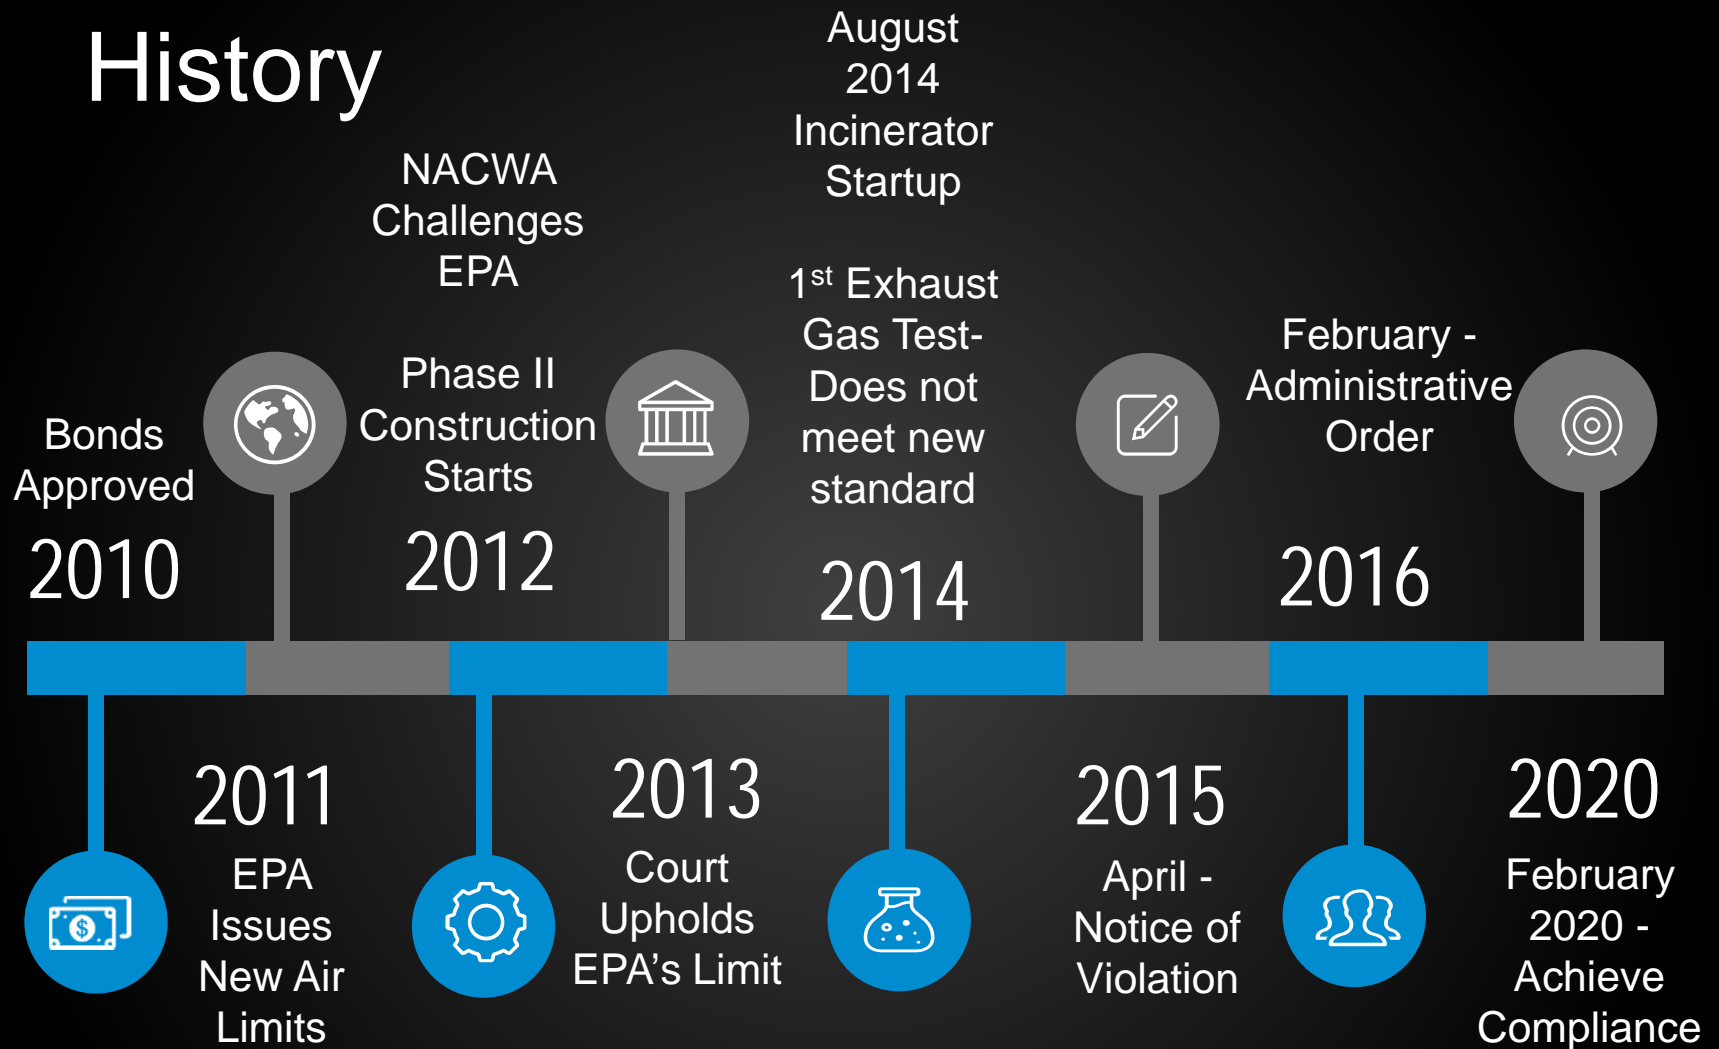 History
Bonds
Approved
2010
2011
EPA
Issues
New Air
Limits
NACWA
Challenges
EPA
Phase II
Construction
Starts
2012
2013
Court
Upholds
EPA's Limit
August
2014
Incinerator
Startup
1st Exhaust
Gas Test-
Does not
meet new
standard
2014
2015
April -
Notice of
Violation
February -
Administrative
Order
2016
2020
February
2020 -
Achieve
Compliance
$